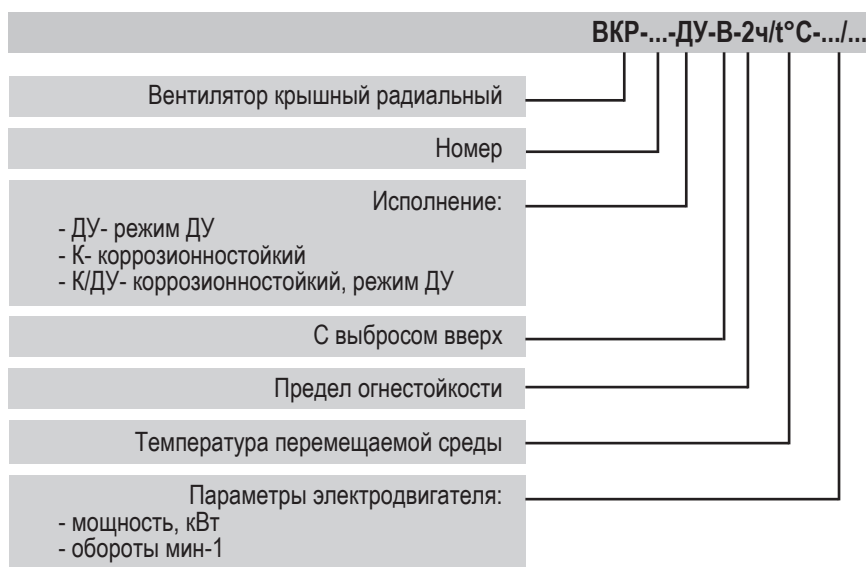 ВКР-...-ДУ-В-2ч/t°С-.../...
Вентилятор крышный радиальный
Номер
Исполнение:
- ДУ- режим ДУ
- К- коррозионностойкий
- К/ДУ- коррозионностойкий, режим ДУ
С выбросом вверх
Предел огнестойкости
Температура перемещаемой среды
Параметры электродвигателя:
- мощность, кВт
- обороты мин-1